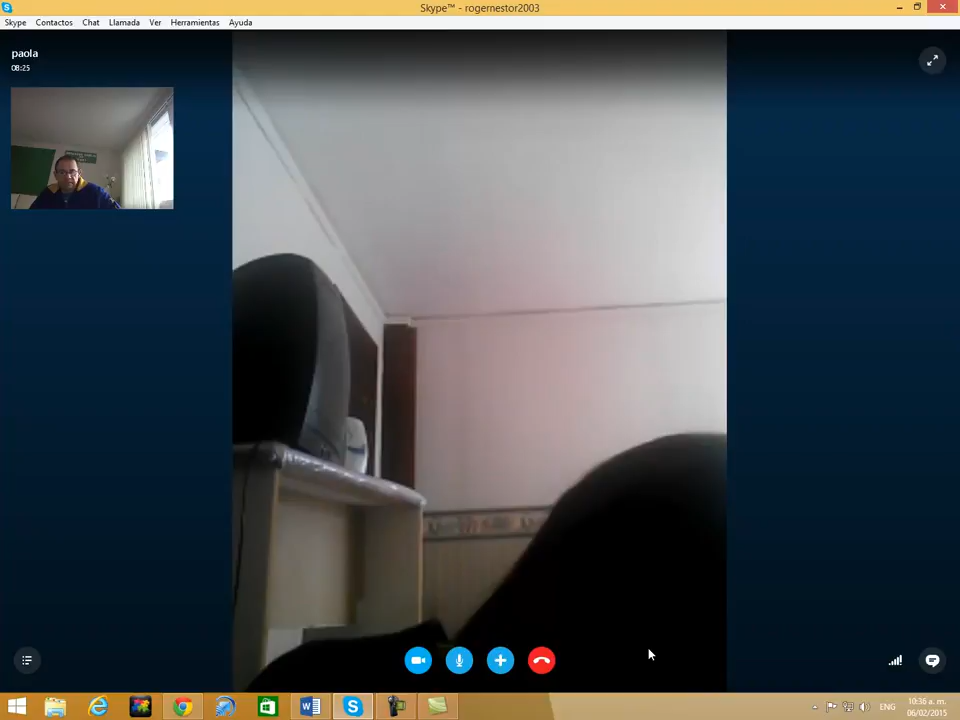 Skype™ - rogernestor2003
Skype Contactos Chat Llamada Ver Herramientas Ayuda
paola
08:25
ENG
10:36 a. m.
06/02/2015